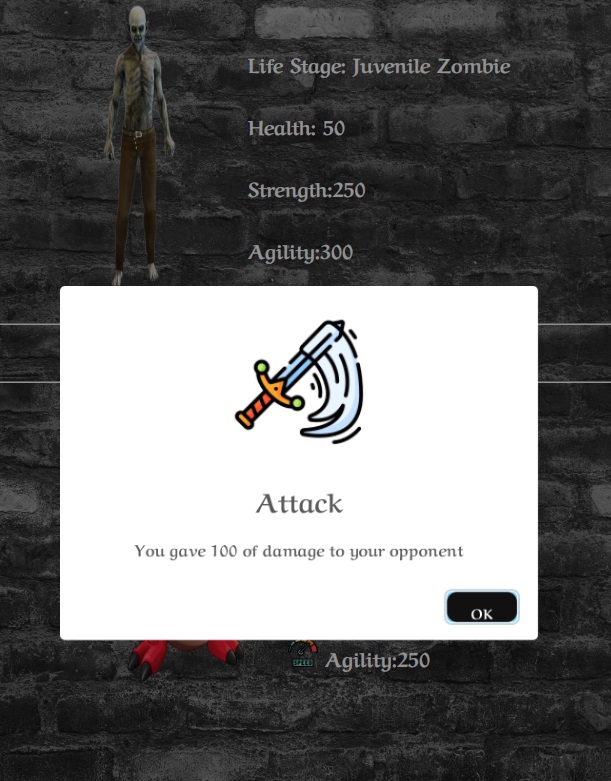 Life Stage: Juvenile Zombie
Health: 50
Strength:250
Agility:300
Attack
You gave 100 of damage to your opponent
OK
SPEED
Agility:250